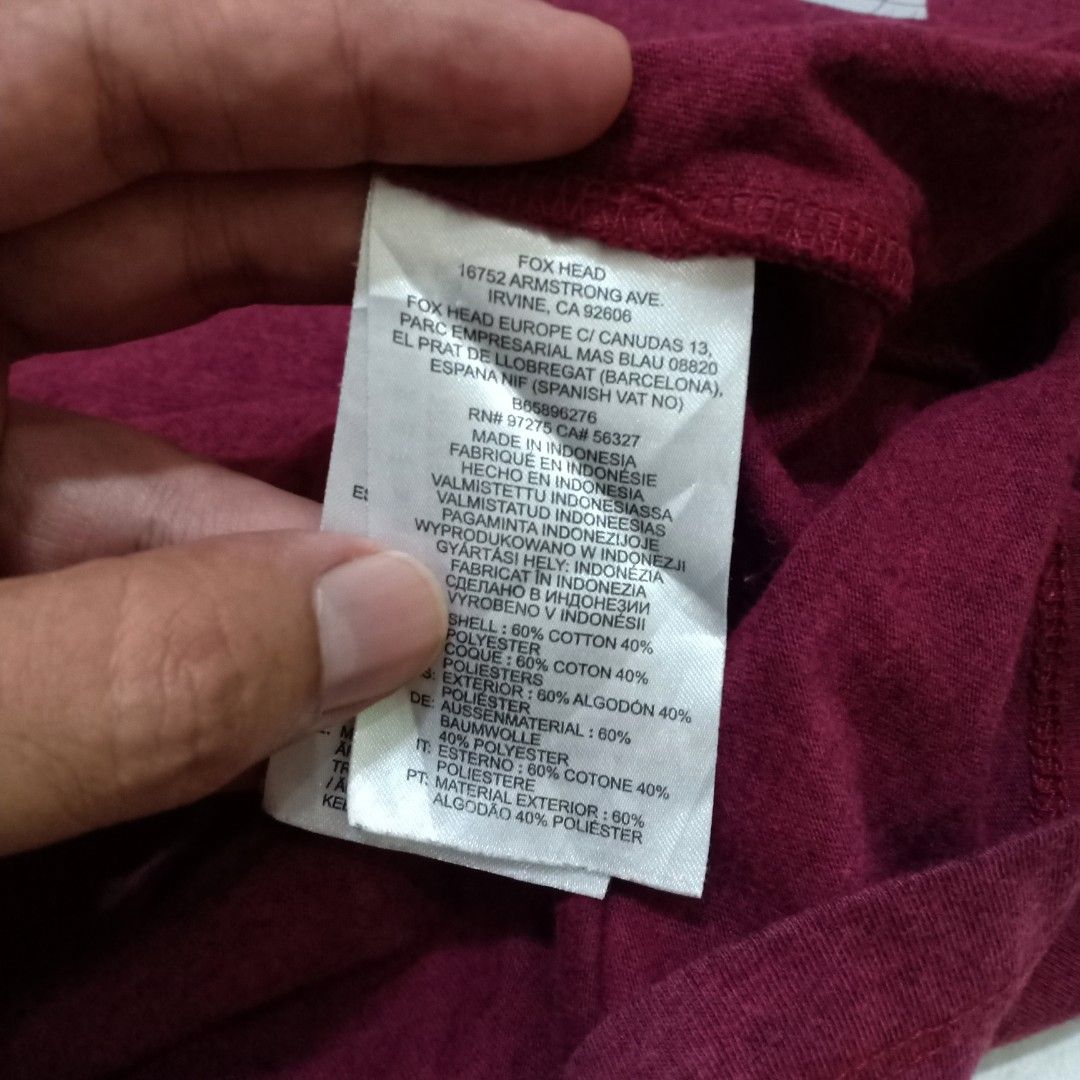 FOX HEAD
16752 ARMSTRONG AVE.
IRVINE, CA 92606
FOX HEAD EUROPE C/ CANUDAS 13,
PARC EMPRESARIAL MAS BLAU 08820
EL PRAT DE LLOBREGAT (BARCELONA),
ESPANA NIF (SPANISH VAT NO)
B65896276
RN# 97275 CA# 56327
MADE IN INDONESIA
FABRIQUÉ EN INDONÉSIE
HECHO EN INDONESIA
VALMISTETTU INDONESIASSA
VALMISTATUD INDONEESIAS
PAGAMINTA INDONEZIJOJE
WYPRODUKOWANO W INDONEZJI
GYÁRTÁSI HELY: INDONÉZIA
FABRICAT ÎN INDONEZIA
СДЕЛАНО В ИНДОНЕЗИИ
VYROBENO V INDONÉSII
SHELL : 60% COTTON 40%
POLYESTER
COQUE : 60% COTON 40%
POLIESTERS
EXTERIOR : 60% ALGODÓN 40%
POLIÉSTER
DE: AUSSENMATERIAL : 60%
BAUMWOLLE
40% POLYESTER
IT: ESTERNO : 60% COTONE 40%
POLIESTERE
PT: MATERIAL EXTERIOR : 60%
ALGODÃO 40% POLIÉSTER